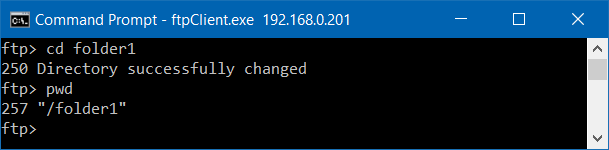 Command Prompt - ftpClient.exe 192.168.0.201
ftp> cd folder1
250 Directory successfully changed
ftp> pwd
257 "/folder1"
ftp>